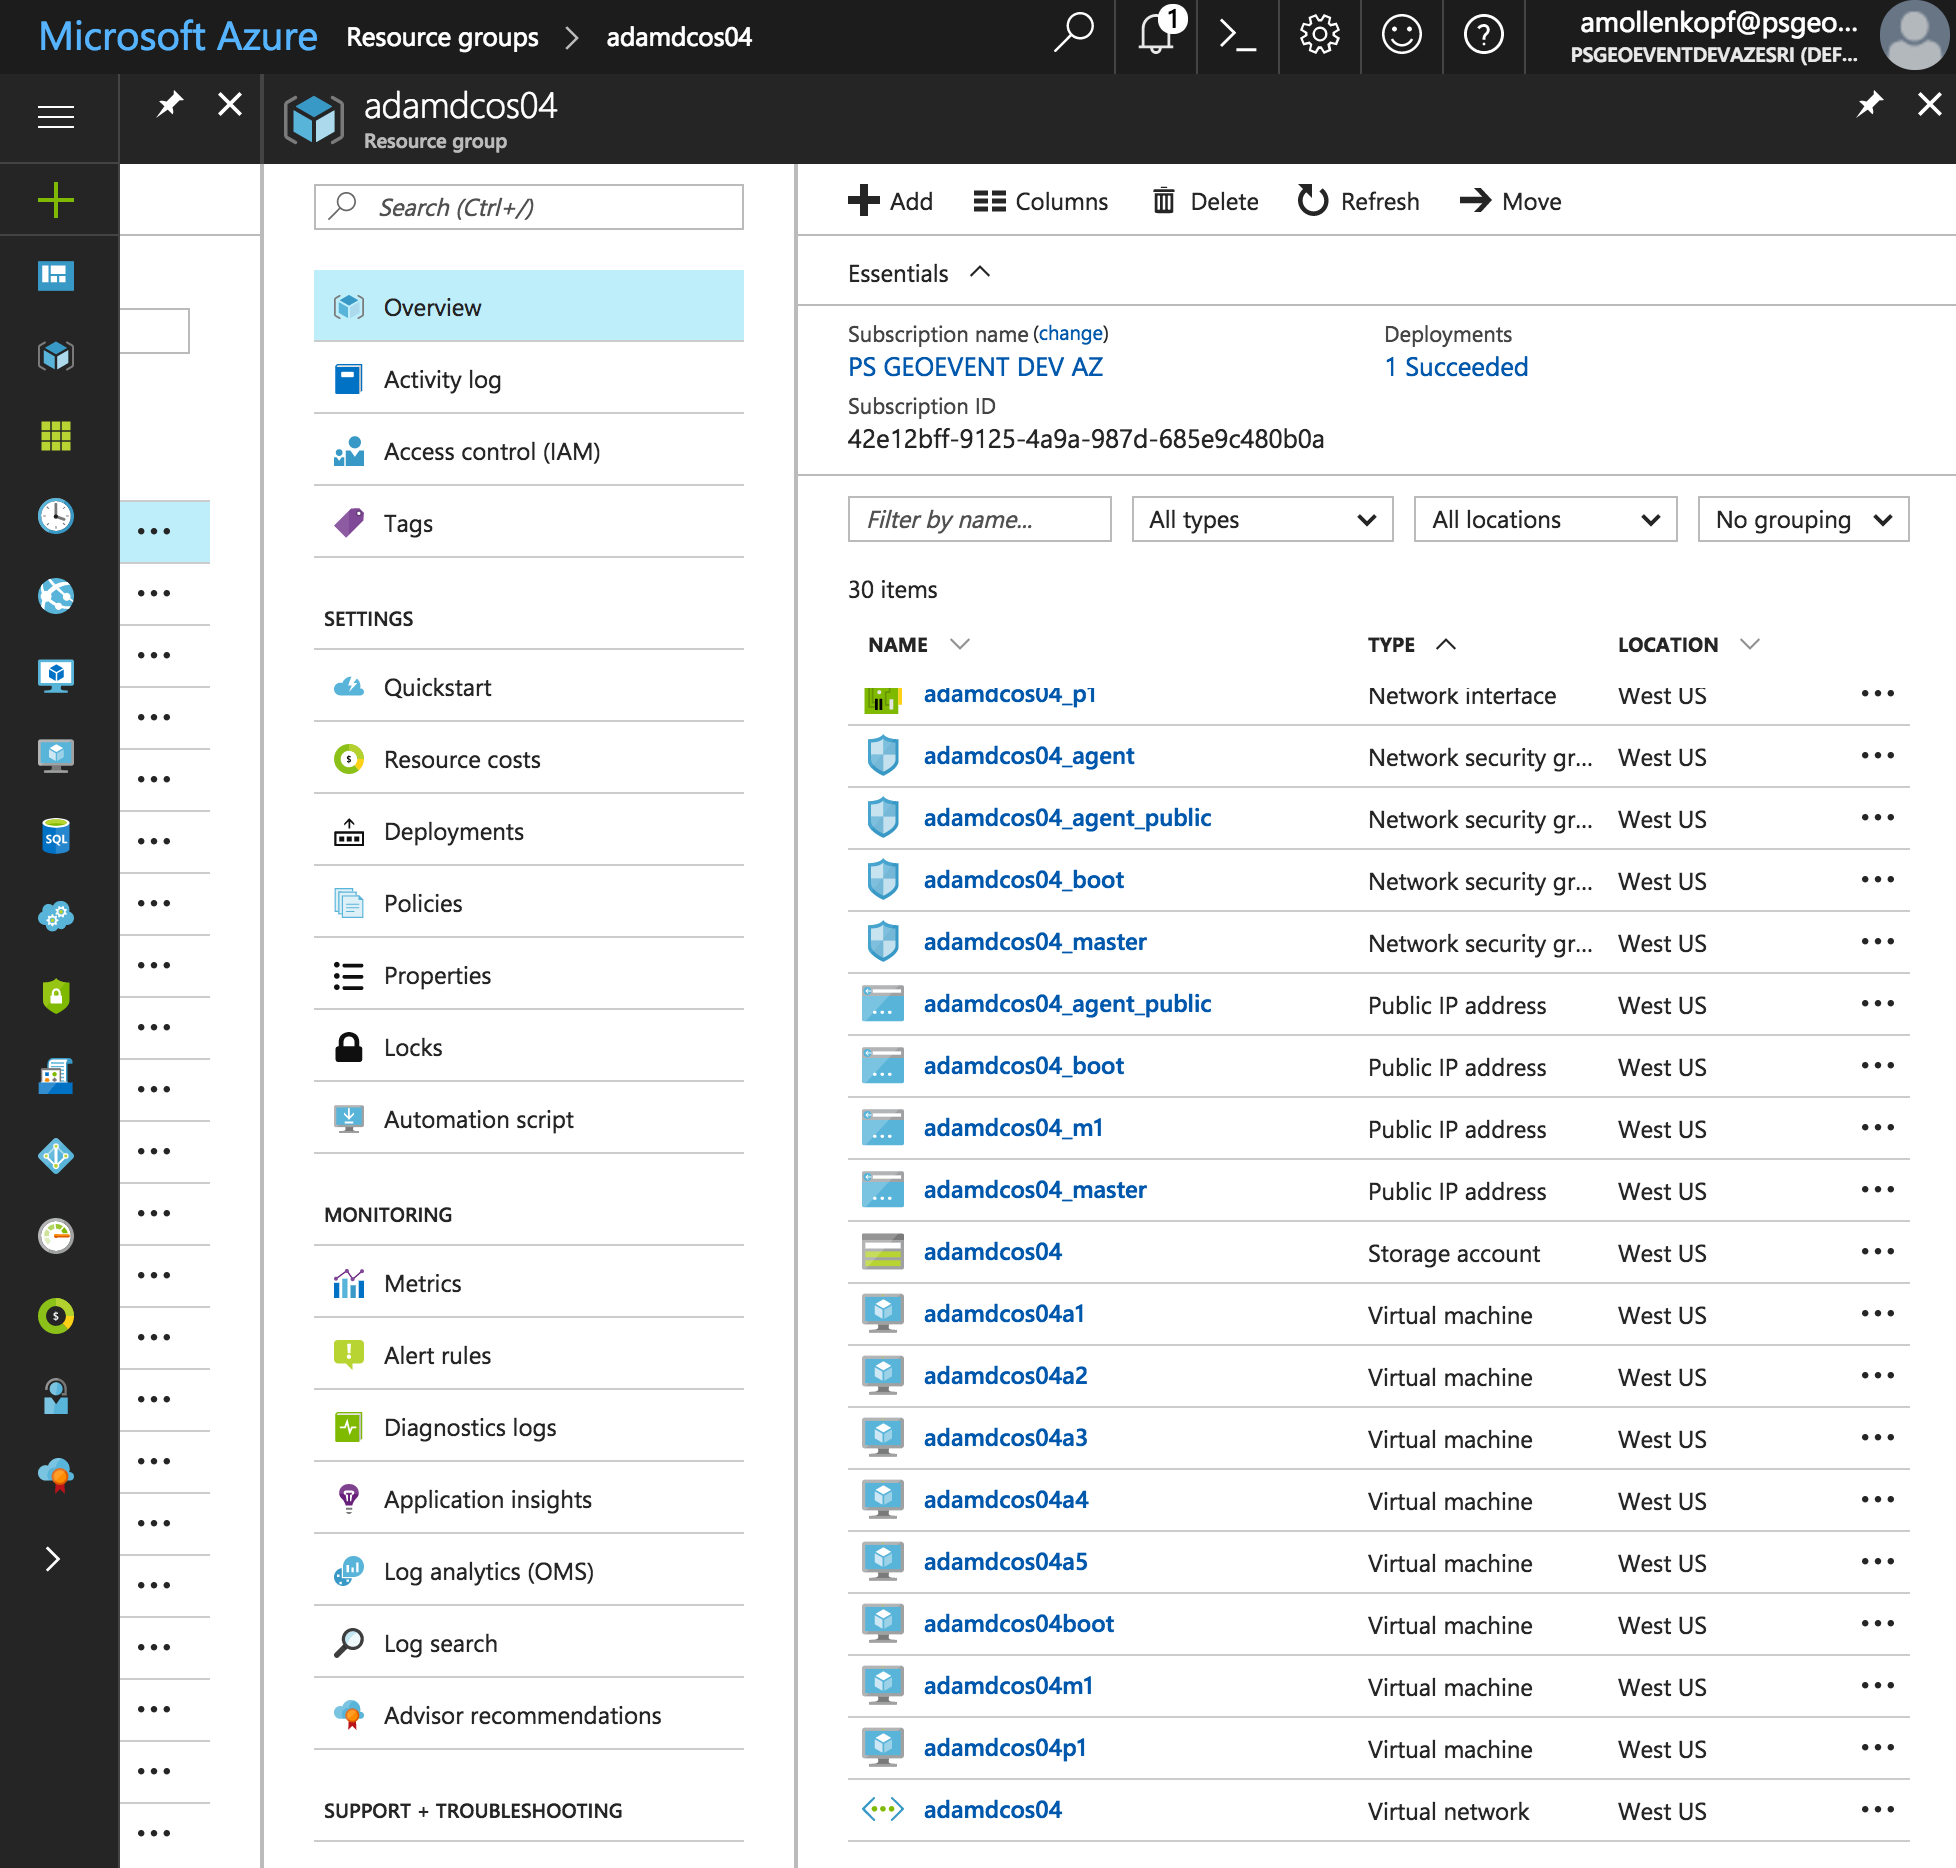 Microsoft Azure Resource groups > adamdcos04
1
amollenkopf@psgeo...
PSGEOEVENTDEVAZESRI (DEF...
adamdcos04
Resource group
Search (Ctrl+/)
Overview
Activity log
Access control (IAM)
Tags
SETTINGS
Quickstart
Resource costs
Deployments
Policies
Properties
Locks
Automation script
MONITORING
Metrics
Alert rules
Diagnostics logs
Application insights
Log analytics (OMS)
Log search
Advisor recommendations
SUPPORT + TROUBLESHOOTING
Add Columns Delete Refresh Move
Essentials
Subscription name (change) Deployments
PS GEOEVENT DEV AZ 1 Succeeded
Subscription ID
42e12bff-9125-4a9a-987d-685e9c480b0a
Filter by name... All types All locations No grouping
30 items
NAME TYPE LOCATION
adamdcos04_p1 Network interface West US
adamdcos04_agent Network security gr... West US
adamdcos04_agent_public Network security gr... West US
adamdcos04_boot Network security gr... West US
adamdcos04_master Network security gr... West US
adamdcos04_agent_public Public IP address West US
adamdcos04_boot Public IP address West US
adamdcos04_m1 Public IP address West US
adamdcos04_master Public IP address West US
adamdcos04 Storage account West US
adamdcos04a1 Virtual machine West US
adamdcos04a2 Virtual machine West US
adamdcos04a3 Virtual machine West US
adamdcos04a4 Virtual machine West US
adamdcos04a5 Virtual machine West US
adamdcos04boot Virtual machine West US
adamdcos04m1 Virtual machine West US
adamdcos04p1 Virtual machine West US
adamdcos04 Virtual network West US
SQL